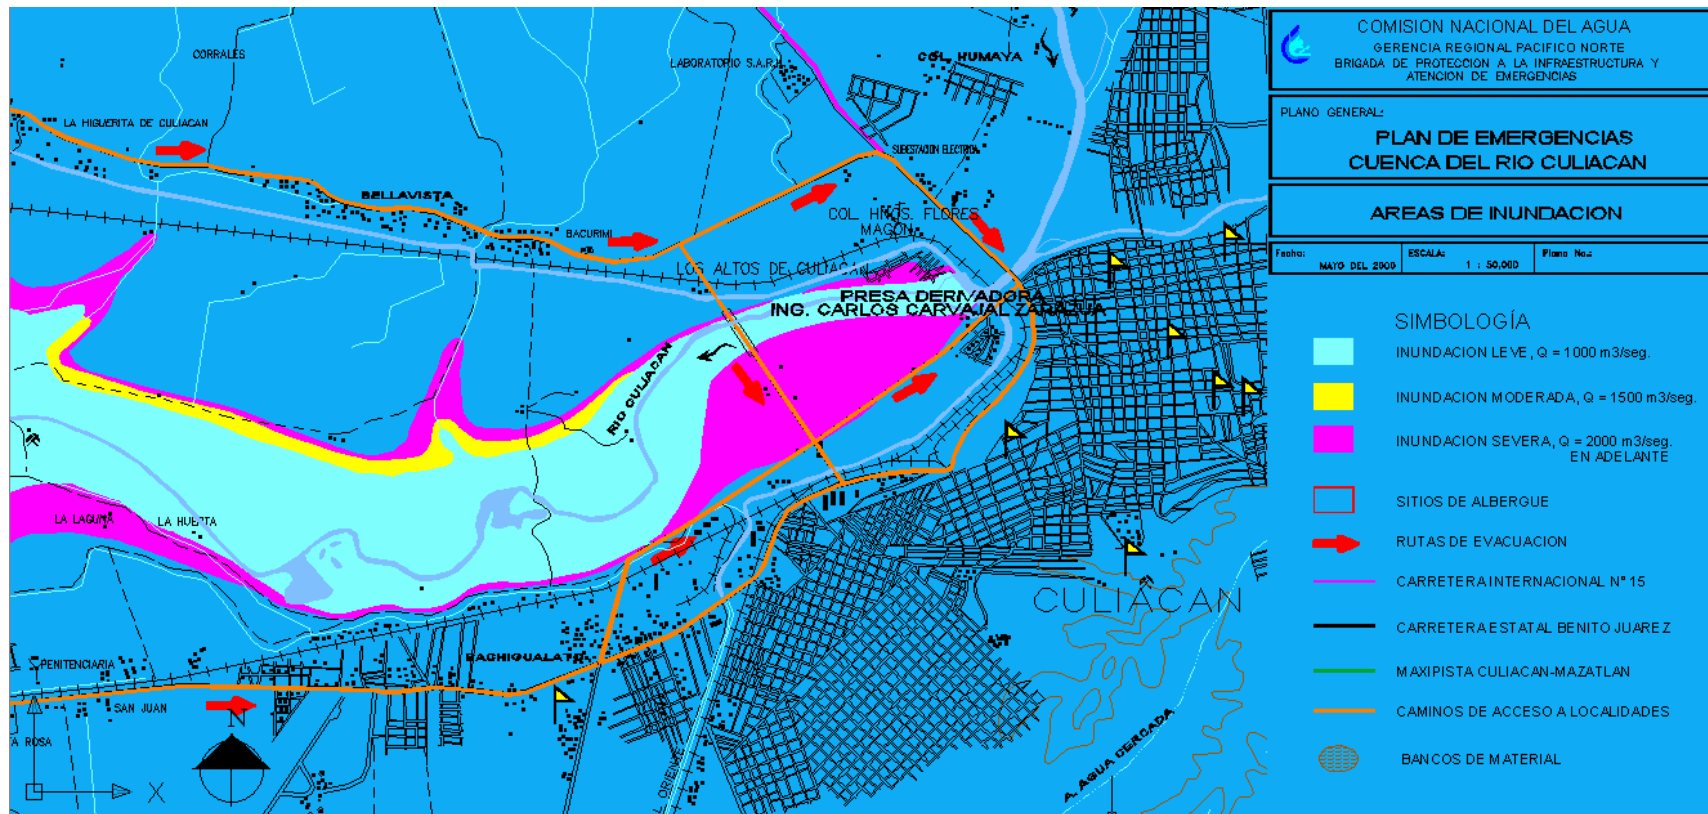 COMISION NACIONAL DEL AGUA
GERENCIA REGIONAL PACIFICO NORTE
BRIGADA DE PROTECCION A LA INFRAESTRUCTURA Y
ATENCION DE EMERGENCIAS
PLANO GENERAL:
PLAN DE EMERGENCIAS
CUENCA DEL RIO CULIACAN
AREAS DE INUNDACION
Fecha:
MAYO DEL 2000
ESCALA:
1 : 50,000
Plano No.:
SIMBOLOGÍA
INUNDACION LEVE, Q = 1000 m3/seg.
INUNDACION MODERADA, Q = 1500 m3/seg.
INUNDACION SEVERA, Q = 2000 m3/seg.
EN ADELANTE
SITIOS DE ALBERGUE
RUTAS DE EVACUACION
CARRETERA INTERNACIONAL N° 15
CARRETERA ESTATAL BENITO JUAREZ
MAXIPISTA CULIACAN-MAZATLAN
CAMINOS DE ACCESO A LOCALIDADES
BANCOS DE MATERIAL
CORRALES
LABORATORIO S.A.R.H.
COL. HUMAYA
LA HIGUERITA DE CULIACAN
SUBESTACION ELECTRICA
BELLAVISTA
COL. HNOS. FLORES
MAGON
BACURIMI
LOS ALTOS DE CULIACAN
PRESA DERIVADORA
ING. CARLOS CARVAJAL ZARAZUA
RIO CULIACAN
LA LAGUNA
LA HUERTA
CULIACAN
PENITENCIARIA
BACHIGUALATO
SAN JUAN
N
X
A ROSA
ORIEN
A. AGUA CERCADA